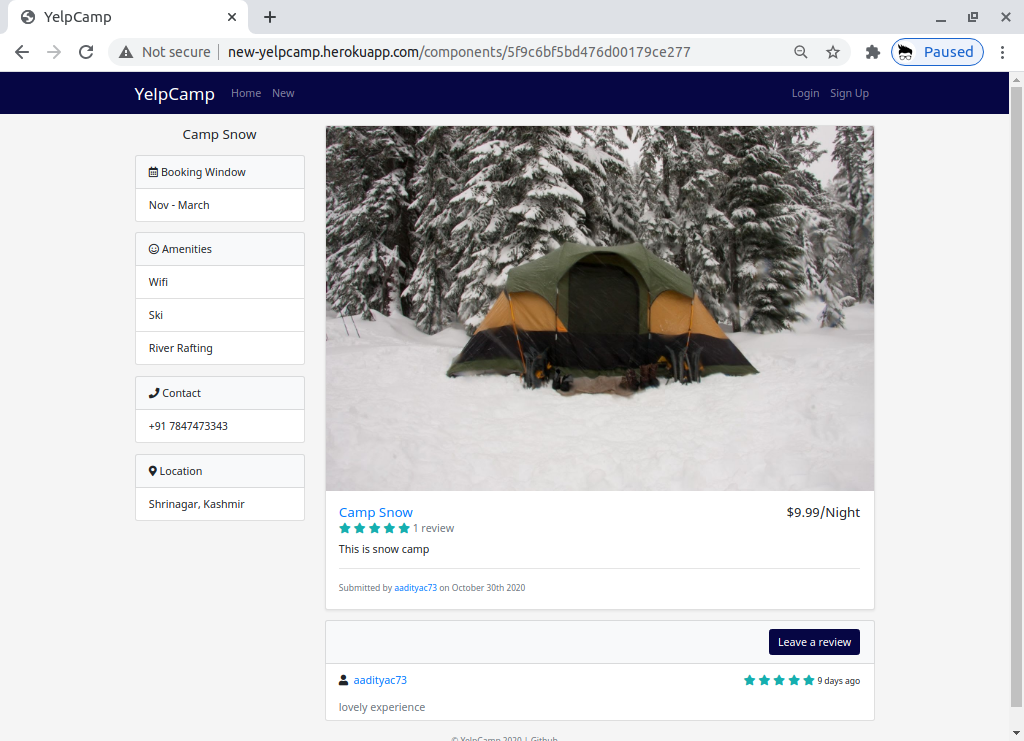 YelpCamp
Not secure
new-yelpcamp.herokuapp.com/components/5f9c6bf5bd476d00179ce277
Paused
YelpCamp Home New Login Sign Up
Camp Snow
Booking Window
Nov - March
Amenities
Wifi
Ski
River Rafting
Contact
+91 7847473343
Location
Shrinagar, Kashmir
Camp Snow $9.99/Night
1 review
This is snow camp
Submitted by aadityac73 on October 30th 2020
Leave a review
aadityac73 9 days ago
lovely experience
© YelpCamp 2020 | Github